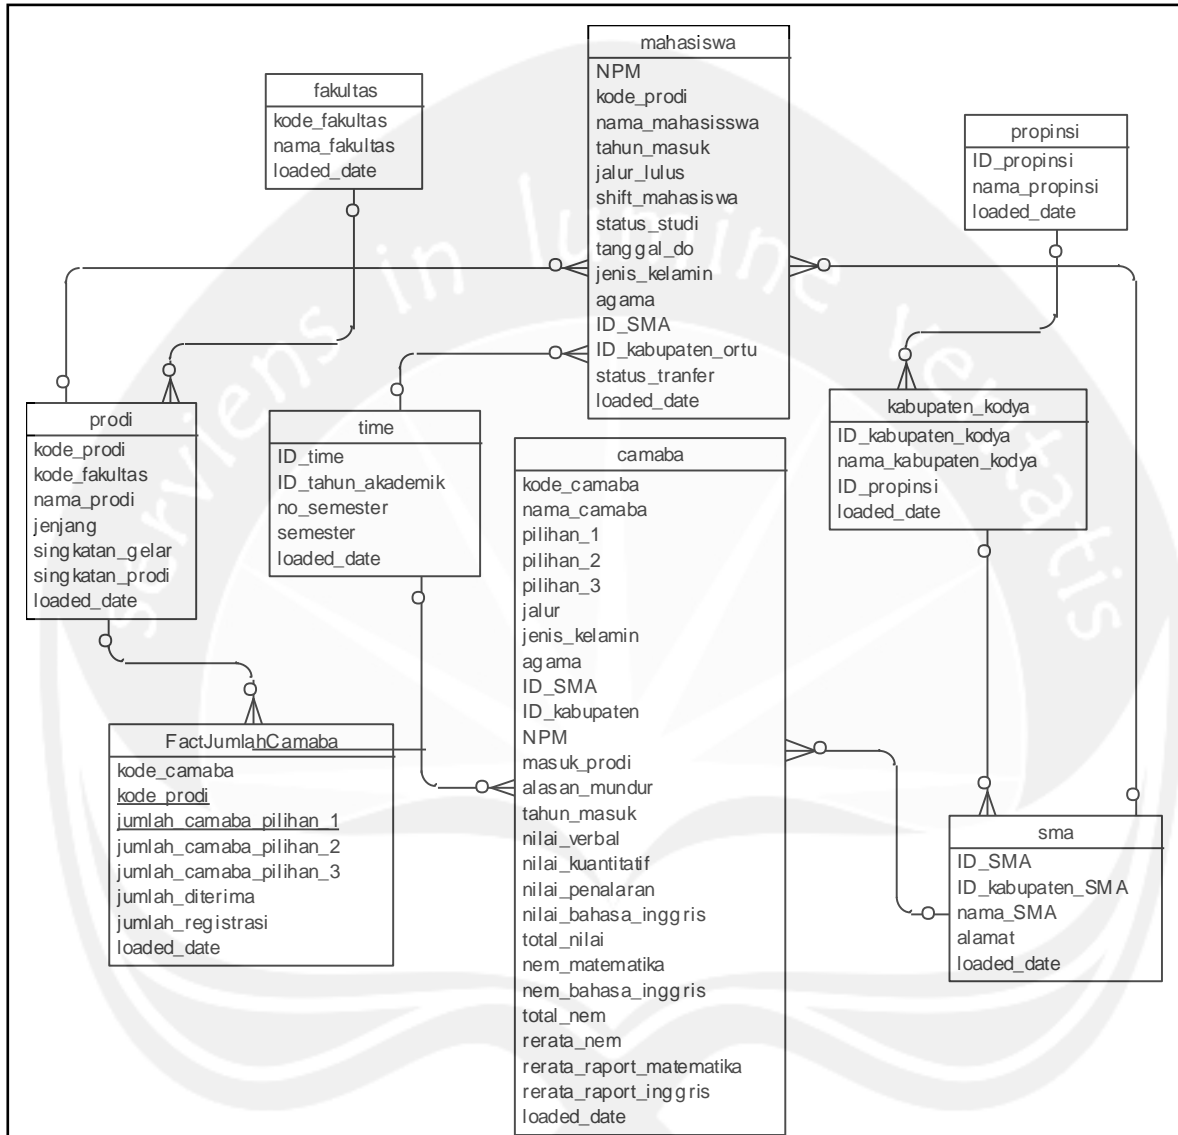 mahasiswa
NPM
kode_prodi
nama_mahasisswa
tahun_masuk
jalur_lulus
shift_mahasiswa
status_studi
tanggal_do
jenis_kelamin
agama
ID_SMA
ID_kabupaten_ortu
status_tranfer
loaded_date
fakultas
kode_fakultas
nama_fakultas
loaded_date
propinsi
ID_propinsi
nama_propinsi
loaded_date
prodi
kode_prodi
kode_fakultas
nama_prodi
jenjang
singkatan_gelar
singkatan_prodi
loaded_date
time
ID_time
ID_tahun_akademik
no_semester
semester
loaded_date
kabupaten_kodya
ID_kabupaten_kodya
nama_kabupaten_kodya
ID_propinsi
loaded_date
camaba
kode_camaba
nama_camaba
pilihan_1
pilihan_2
pilihan_3
jalur
jenis_kelamin
agama
ID_SMA
ID_kabupaten
NPM
masuk_prodi
alasan_mundur
tahun_masuk
nilai_verbal
nilai_kuantitatif
nilai_penalaran
nilai_bahasa_inggris
total_nilai
nem_matematika
nem_bahasa_inggris
total_nem
rerata_nem
rerata_raport_matematika
rerata_raport_inggris
loaded_date
FactJumlahCamaba
kode_camaba
kode_prodi
jumlah_camaba_pilihan_1
jumlah_camaba_pilihan_2
jumlah_camaba_pilihan_3
jumlah_diterima
jumlah_registrasi
loaded_date
sma
ID_SMA
ID_kabupaten_SMA
nama_SMA
alamat
loaded_date
serviens in lumine veritatis